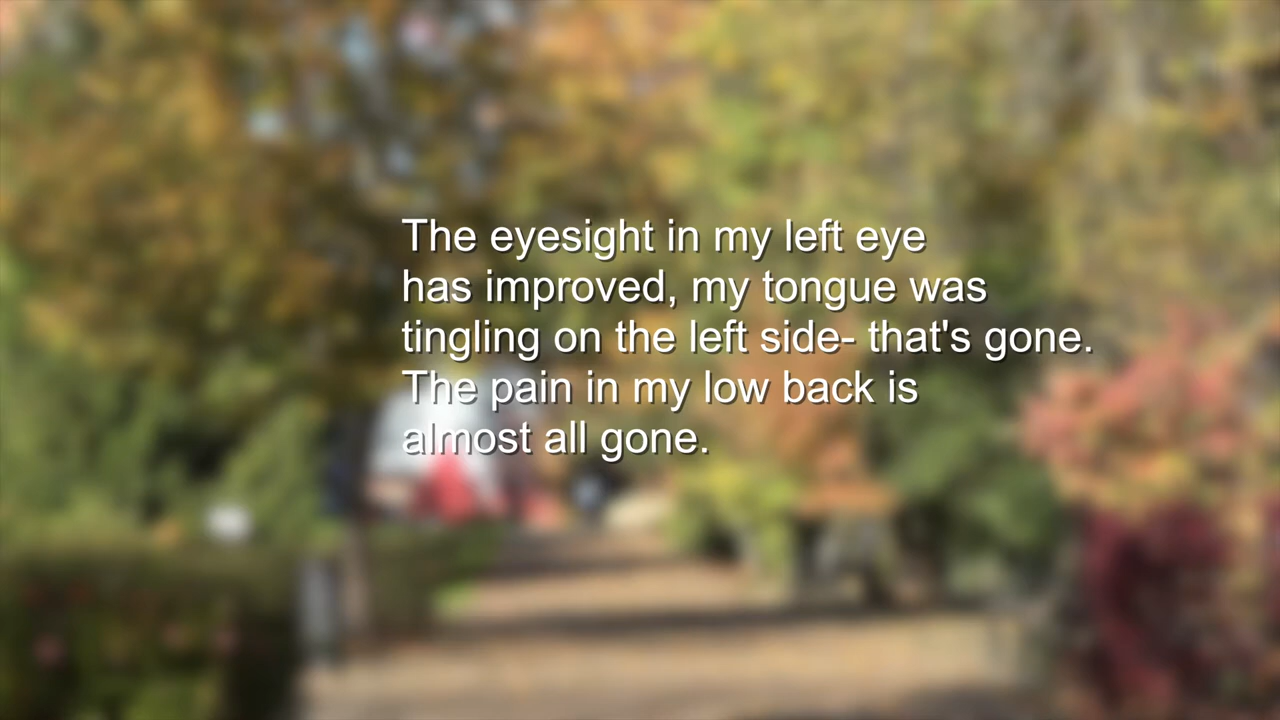 The eyesight in my left eye
has improved, my tongue was
tingling on the left side- that's gone.
The pain in my low back is
almost all gone.